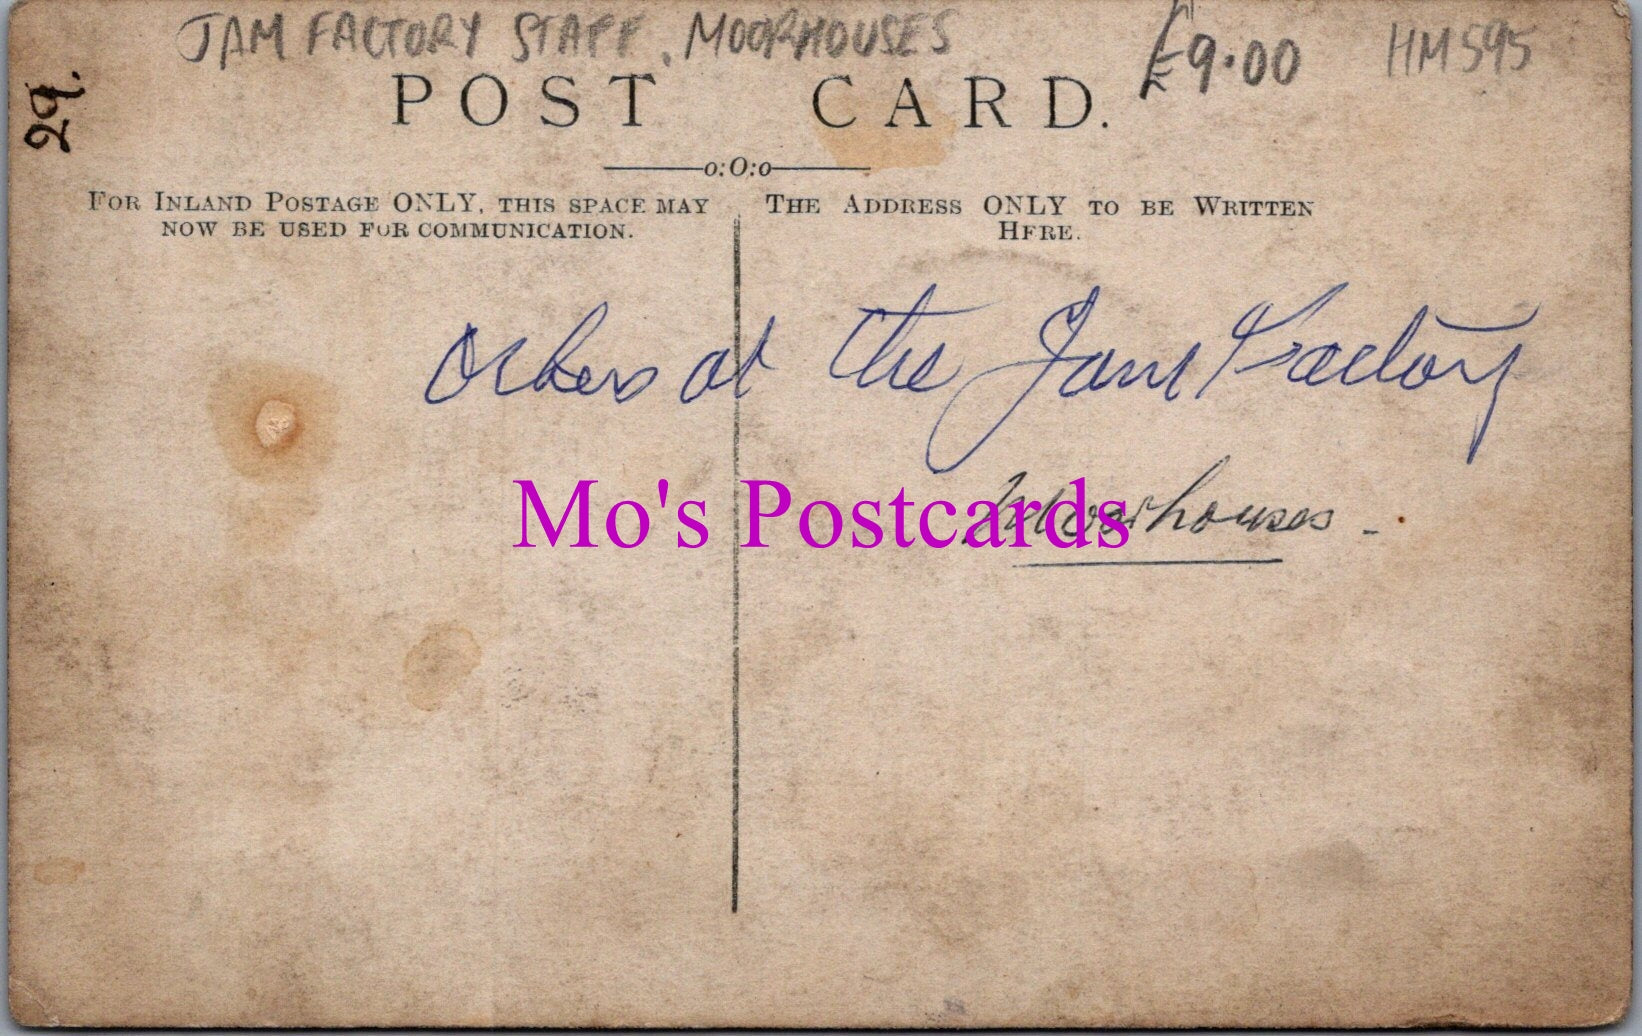 JAM FACTORY STAFF. MOORHOUSES
£9.00
HM595
29.
POST CARD.
o:O:o
FOR INLAND POSTAGE ONLY, THIS SPACE MAY
NOW BE USED FOR COMMUNICATION.
THE ADDRESS ONLY TO BE WRITTEN
HERE.
at the Jam Factory
Moorhouses -
Mo's Postcards